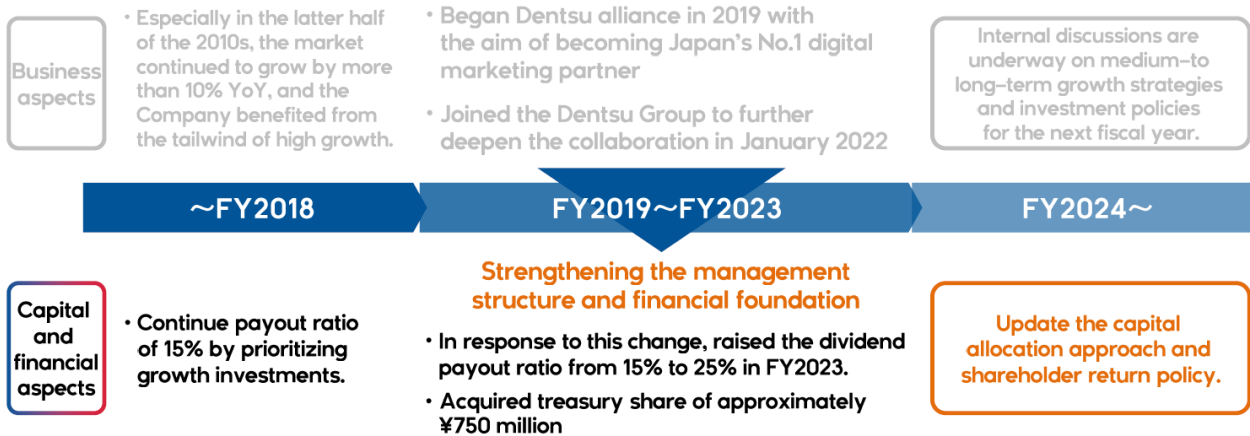 Business
aspects
・Especially in the latter half
of the 2010s, the market
continued to grow by more
than 10% YoY, and the
Company benefited from
the tailwind of high growth.
・Began Dentsu alliance in 2019 with
the aim of becoming Japan's No.1 digital
marketing partner
・Joined the Dentsu Group to further
deepen the collaboration in January 2022
Internal discussions are
underway on medium-to
long-term growth strategies
and investment policies
for the next fiscal year.
～FY2018
FY2019～FY2023
FY2024～
Capital
and
financial
aspects
・Continue payout ratio
of 15% by prioritizing
growth investments.
Strengthening the management
structure and financial foundation
・In response to this change, raised the dividend
payout ratio from 15% to 25% in FY2023.
・Acquired treasury share of approximately
¥750 million
Update the capital
allocation approach and
shareholder return policy.